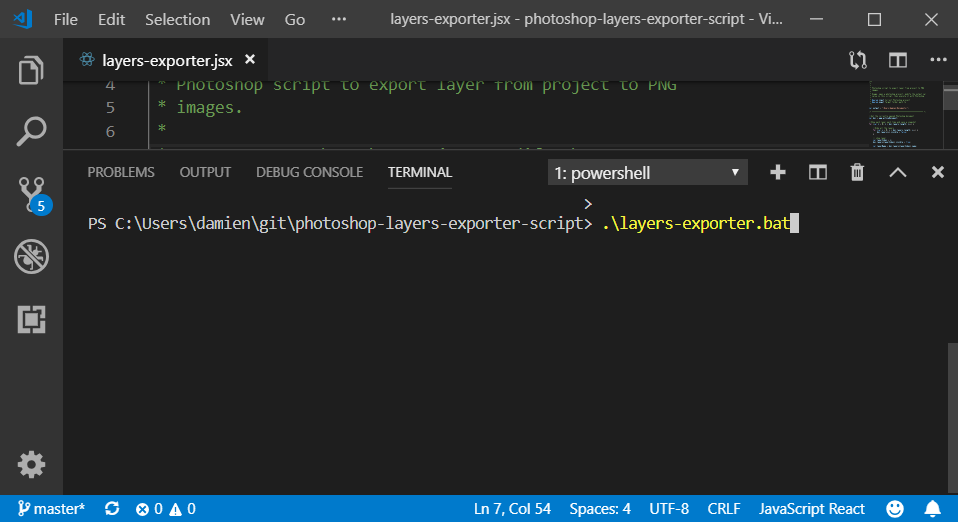 File Edit Selection View Go ··· layers-exporter.jsx - photoshop-layers-exporter-script - Vi...
layers-exporter.jsx
4 * Photoshop script to export layer from project to PNG
5 * images.
6 *
PROBLEMS OUTPUT DEBUG CONSOLE TERMINAL 1: powershell
>
PS C:\Users\damien\git\photoshop-layers-exporter-script> .\layers-exporter.bat
5
master* 0 0 Ln 7, Col 54 Spaces: 4 UTF-8 CRLF JavaScript React